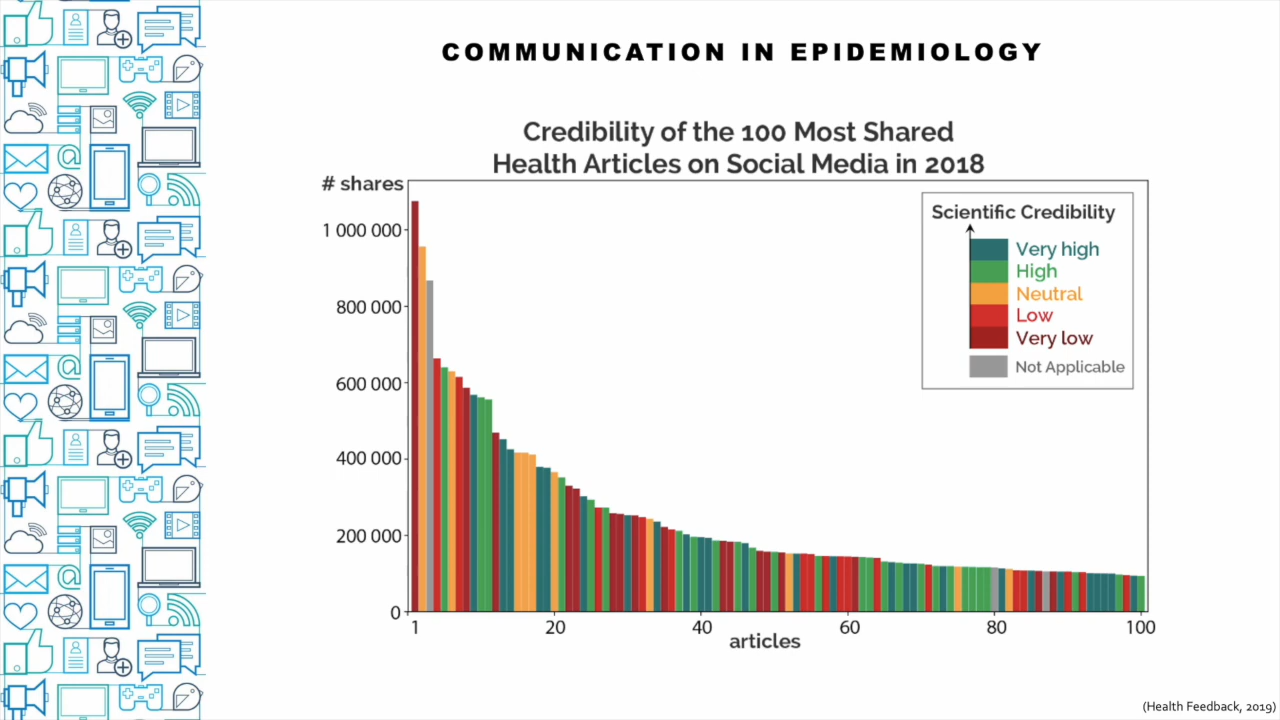 COMMUNICATION IN EPIDEMIOLOGY
Credibility of the 100 Most Shared
Health Articles on Social Media in 2018
# shares
1 000 000
800 000
600 000
400 000
200 000
0
Scientific Credibility
Very high
High
Neutral
Low
Very low
Not Applicable
1 20 40 60 80 100
articles
(Health Feedback, 2019)